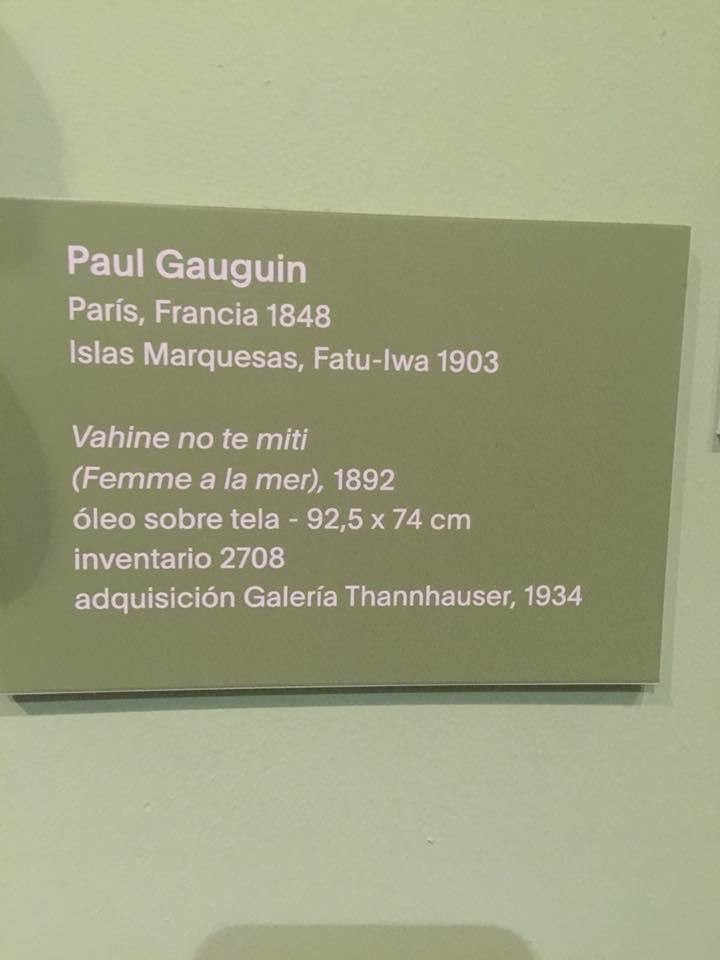 Paul Gauguin
París, Francia 1848
Islas Marquesas, Fatu-Iwa 1903
Vahine no te miti
(Femme a la mer), 1892
óleo sobre tela - 92,5 x 74 cm
inventario 2708
adquisición Galería Thannhauser, 1934